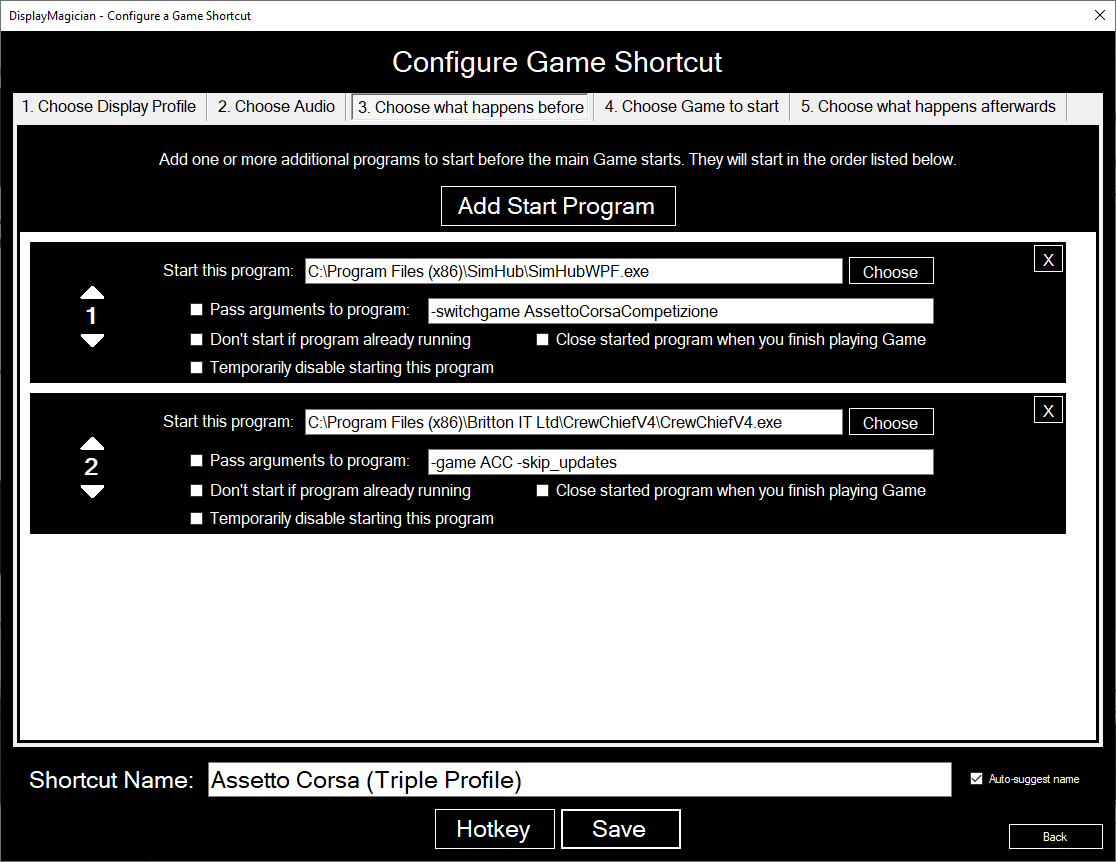 DisplayMagician - Configure a Game Shortcut
Configure Game Shortcut
1. Choose Display Profile 2. Choose Audio 3. Choose what happens before 4. Choose Game to start 5. Choose what happens afterwards
Add one or more additional programs to start before the main Game starts. They will start in the order listed below.
Add Start Program
X
Start this program: C:\Program Files (x86)\SimHub\SimHubWPF.exe Choose
1
Pass arguments to program: -switchgame AssettoCorsaCompetizione
Don't start if program already running Close started program when you finish playing Game
Temporarily disable starting this program
X
Start this program: C:\Program Files (x86)\Britton IT Ltd\CrewChiefV4\CrewChiefV4.exe Choose
2
Pass arguments to program: -game ACC -skip_updates
Don't start if program already running Close started program when you finish playing Game
Temporarily disable starting this program
Shortcut Name: Assetto Corsa (Triple Profile) Auto-suggest name
Hotkey Save
Back